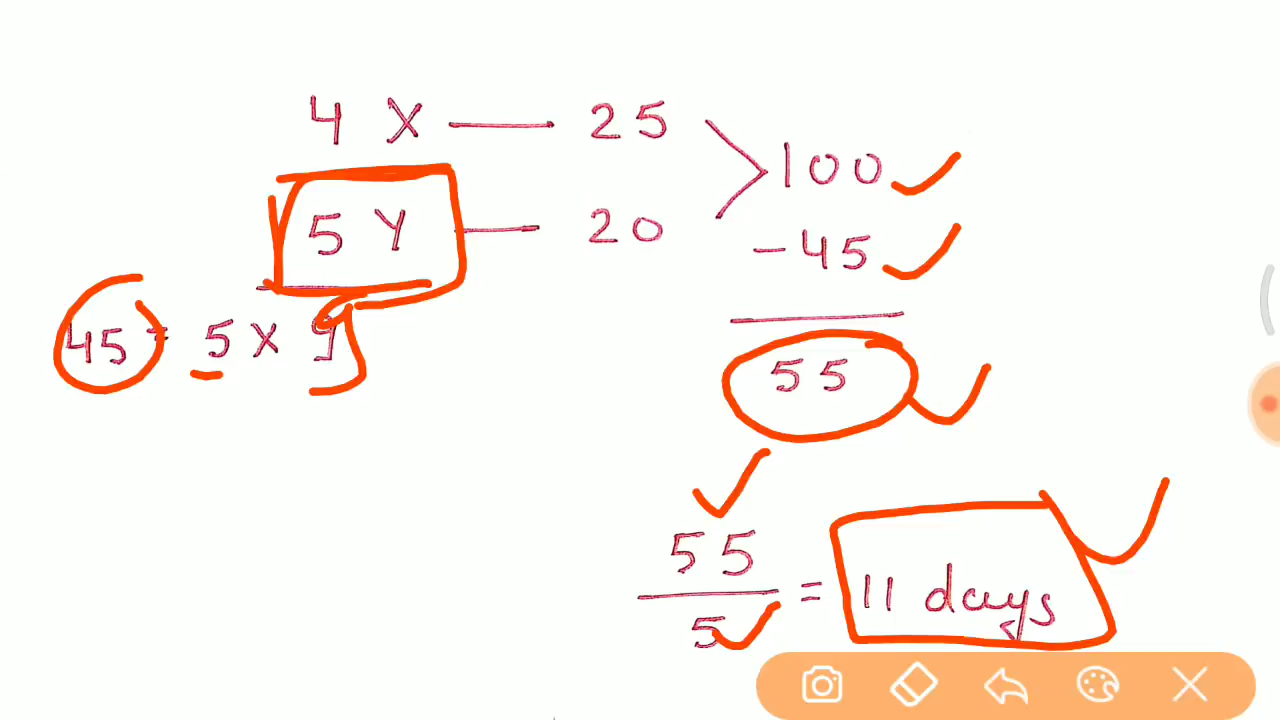 4 X — 25
100
5 Y — 20
- 45
45 = 5 X 9
55
55
5
= 11 days